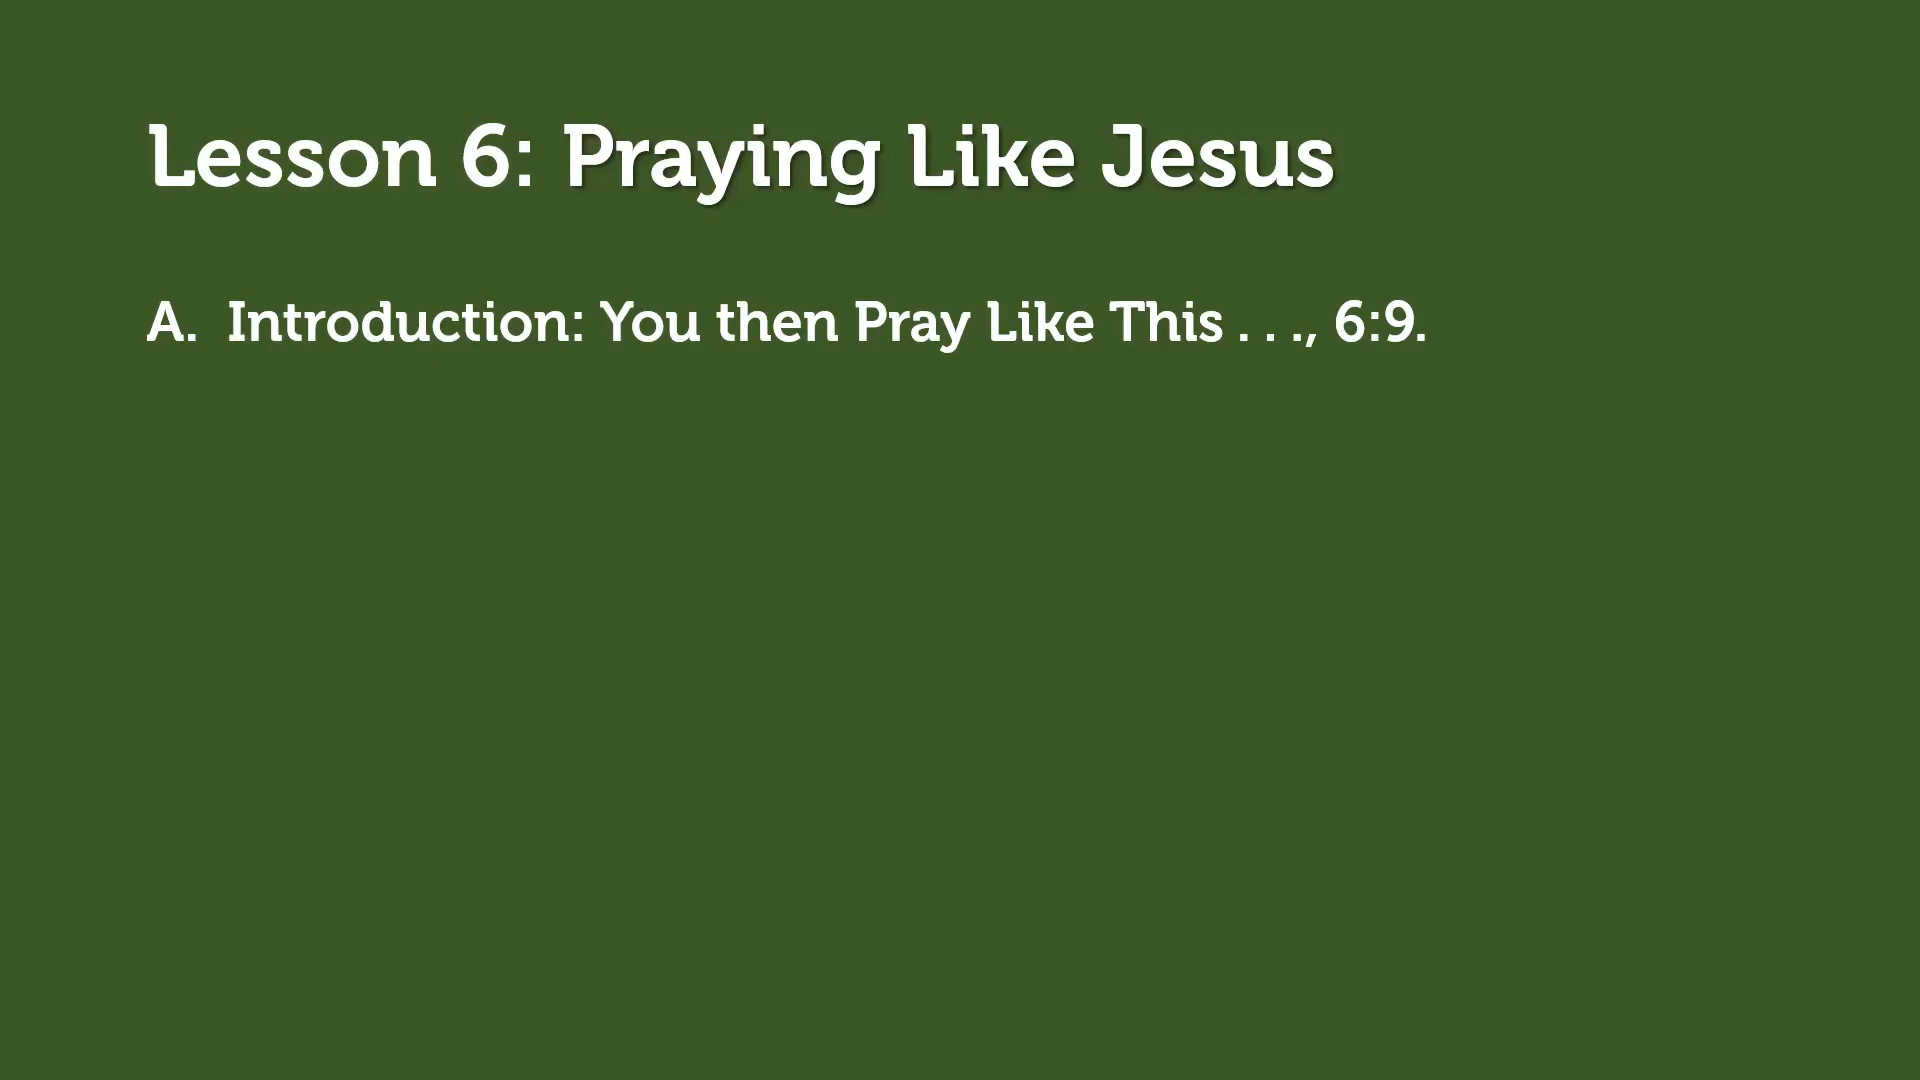 Lesson 6: Praying Like Jesus
A. Introduction: You then Pray Like This . . ., 6:9.